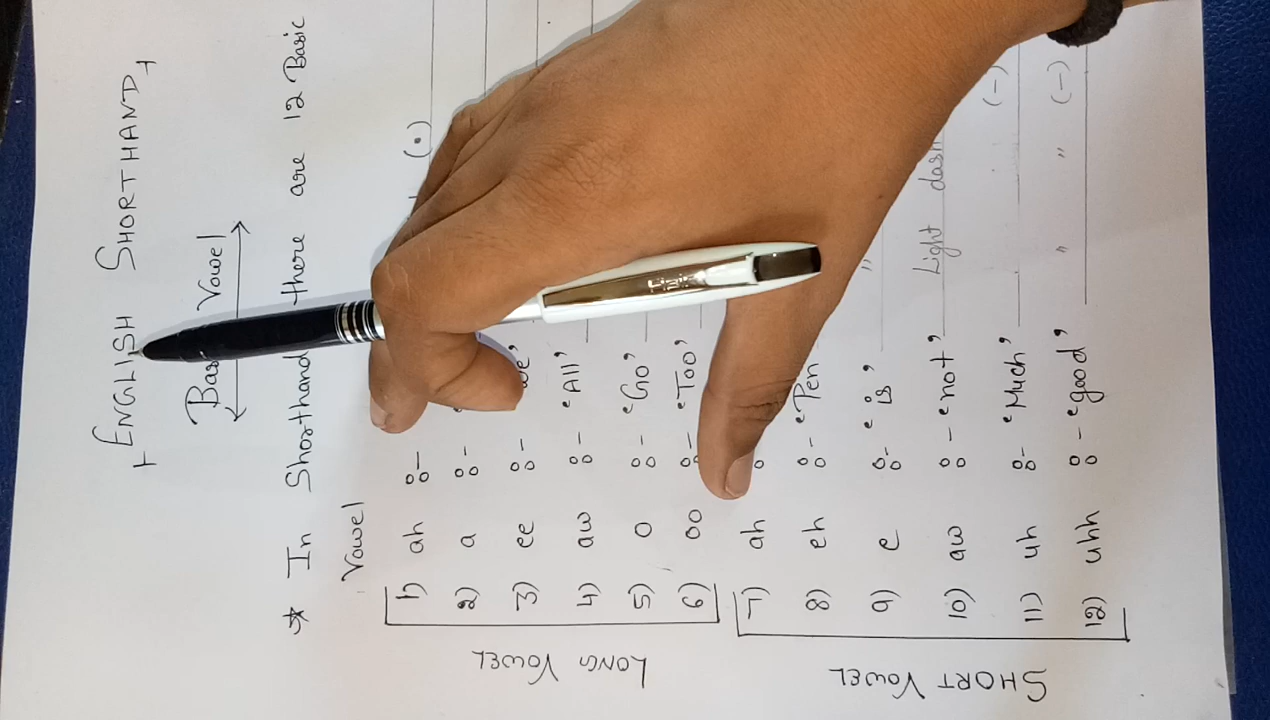 ENGLISH SHORTHAND
Basic Vowel
* In Shorthand there are 12 Basic
Vowel
LONG VOWEL
1) ah :- (•)
2) a :-
3) ee :-
4) aw :- "All"
5) o :- "Go"
6) oo :- "Too"
SHORT VOWEL
7) ah
8) eh :- "Pen
9) e :- "is" "
10) aw :- "not" Light dash
11) uh :- "Much" (-)
12) uhh :- "good" " " (-)